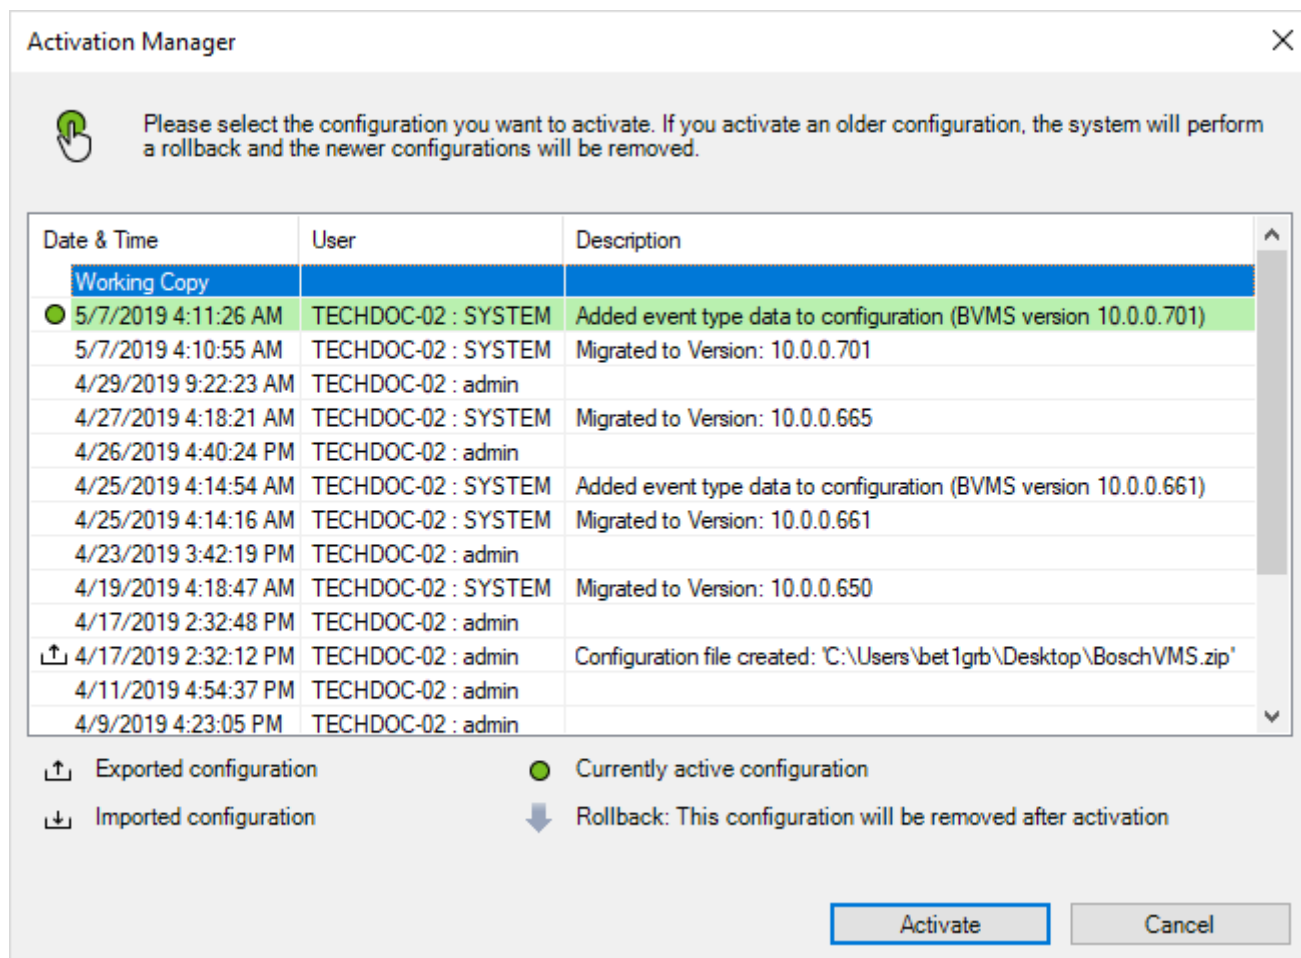 Activation Manager
Please select the configuration you want to activate. If you activate an older configuration, the system will perform
a rollback and the newer configurations will be removed.
Date & Time User Description
Working Copy
5/7/2019 4:11:26 AM TECHDOC-02 : SYSTEM Added event type data to configuration (BVMS version 10.0.0.701)
5/7/2019 4:10:55 AM TECHDOC-02 : SYSTEM Migrated to Version: 10.0.0.701
4/29/2019 9:22:23 AM TECHDOC-02 : admin
4/27/2019 4:18:21 AM TECHDOC-02 : SYSTEM Migrated to Version: 10.0.0.665
4/26/2019 4:40:24 PM TECHDOC-02 : admin
4/25/2019 4:14:54 AM TECHDOC-02 : SYSTEM Added event type data to configuration (BVMS version 10.0.0.661)
4/25/2019 4:14:16 AM TECHDOC-02 : SYSTEM Migrated to Version: 10.0.0.661
4/23/2019 3:42:19 PM TECHDOC-02 : admin
4/19/2019 4:18:47 AM TECHDOC-02 : SYSTEM Migrated to Version: 10.0.0.650
4/17/2019 2:32:48 PM TECHDOC-02 : admin
4/17/2019 2:32:12 PM TECHDOC-02 : admin Configuration file created: 'C:\Users\bet1grb\Desktop\BoschVMS.zip'
4/11/2019 4:54:37 PM TECHDOC-02 : admin
4/9/2019 4:23:05 PM TECHDOC-02 : admin
Exported configuration Currently active configuration
Imported configuration Rollback: This configuration will be removed after activation
Activate Cancel